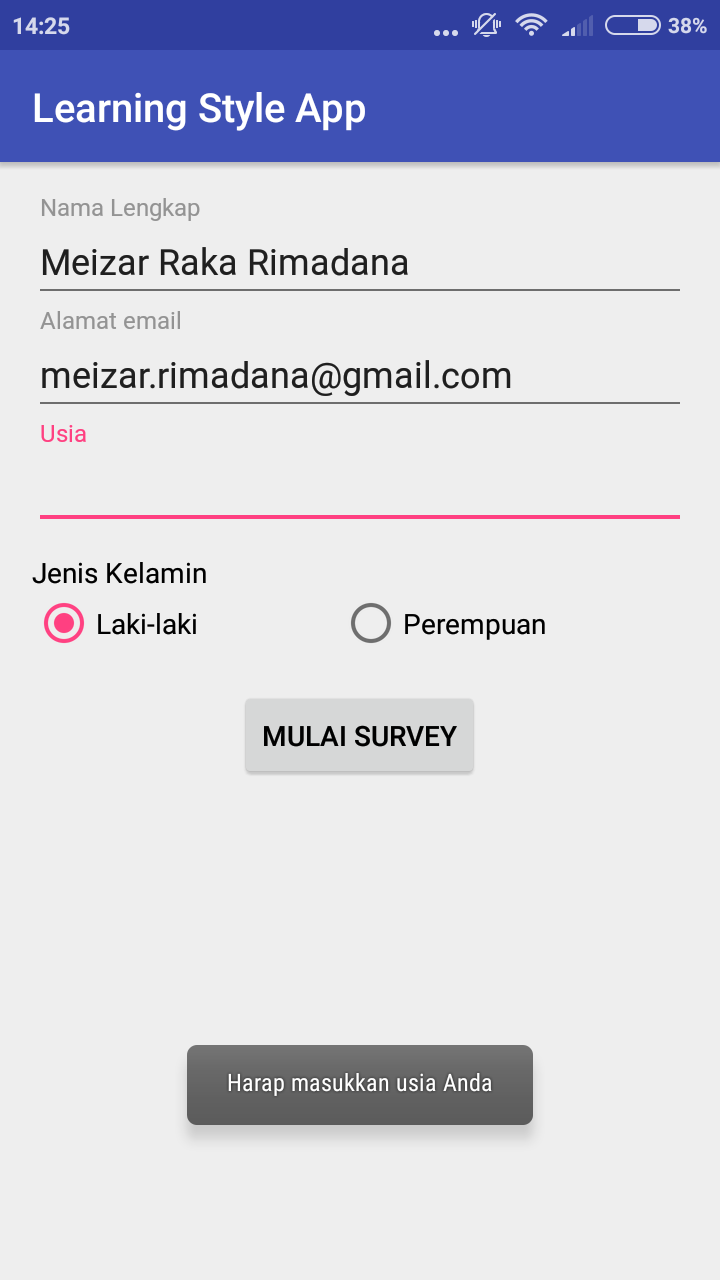 14:25
38%
Learning Style App
Nama Lengkap
Meizar Raka Rimadana
Alamat email
meizar.rimadana@gmail.com
Usia
Jenis Kelamin
Laki-laki Perempuan
MULAI SURVEY
Harap masukkan usia Anda